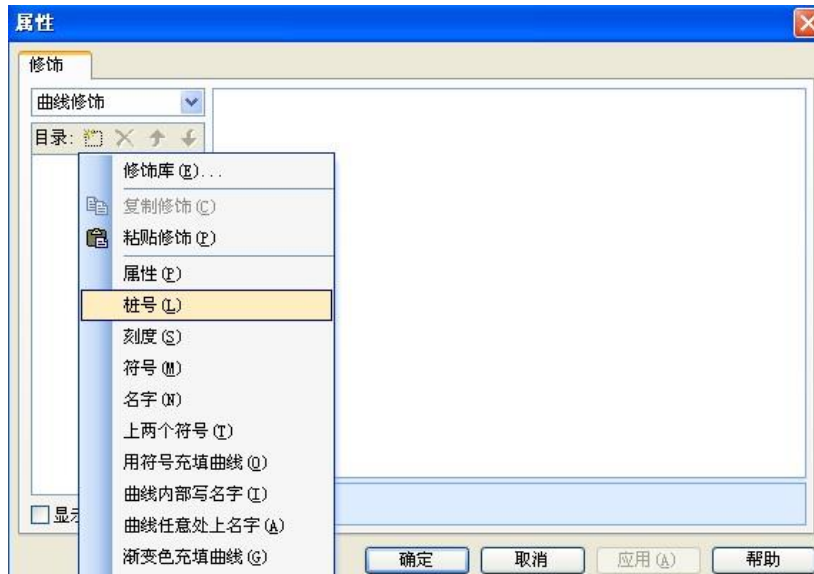 属性
修饰
曲线修饰
目录:
修饰库(E)...
复制修饰(C)
粘贴修饰(P)
属性(P)
桩号(L)
刻度(S)
符号(M)
名字(N)
上两个符号(T)
用符号充填曲线(O)
曲线内部写名字(I)
显
曲线任意处上名字(A)
渐变色充填曲线(G)
确定 取消 应用(A) 帮助